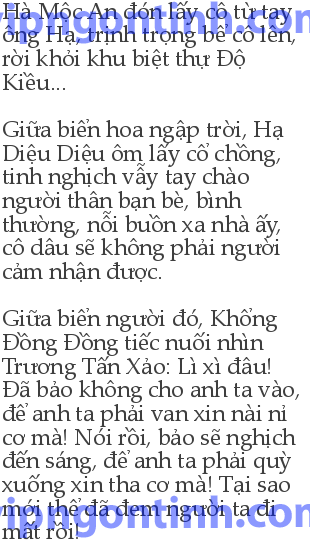 Hà Mộc An đón lấy cô từ tay
ông Hạ, trịnh trọng bế cô lên,
rời khỏi khu biệt thự Độ
Kiều...
Giữa biển hoa ngập trời, Hạ
Diệu Diệu ôm lấy cổ chồng,
tinh nghịch vẫy tay chào
người thân bạn bè, bình
thường, nỗi buồn xa nhà ấy,
cô dâu sẽ không phải người
cảm nhận được.
Giữa biển người đó, Khổng
Đồng Đồng tiếc nuối nhìn
Trương Tấn Xảo: Lì xì đâu!
Đã bảo không cho anh ta vào,
để anh ta phải van xin nài nỉ
cơ mà! Nói rồi, bảo sẽ nghịch
đến sáng, để anh ta phải quỳ
xuống xin tha cơ mà! Tại sao
mới thế đã đem người ta đi
mất rồi!